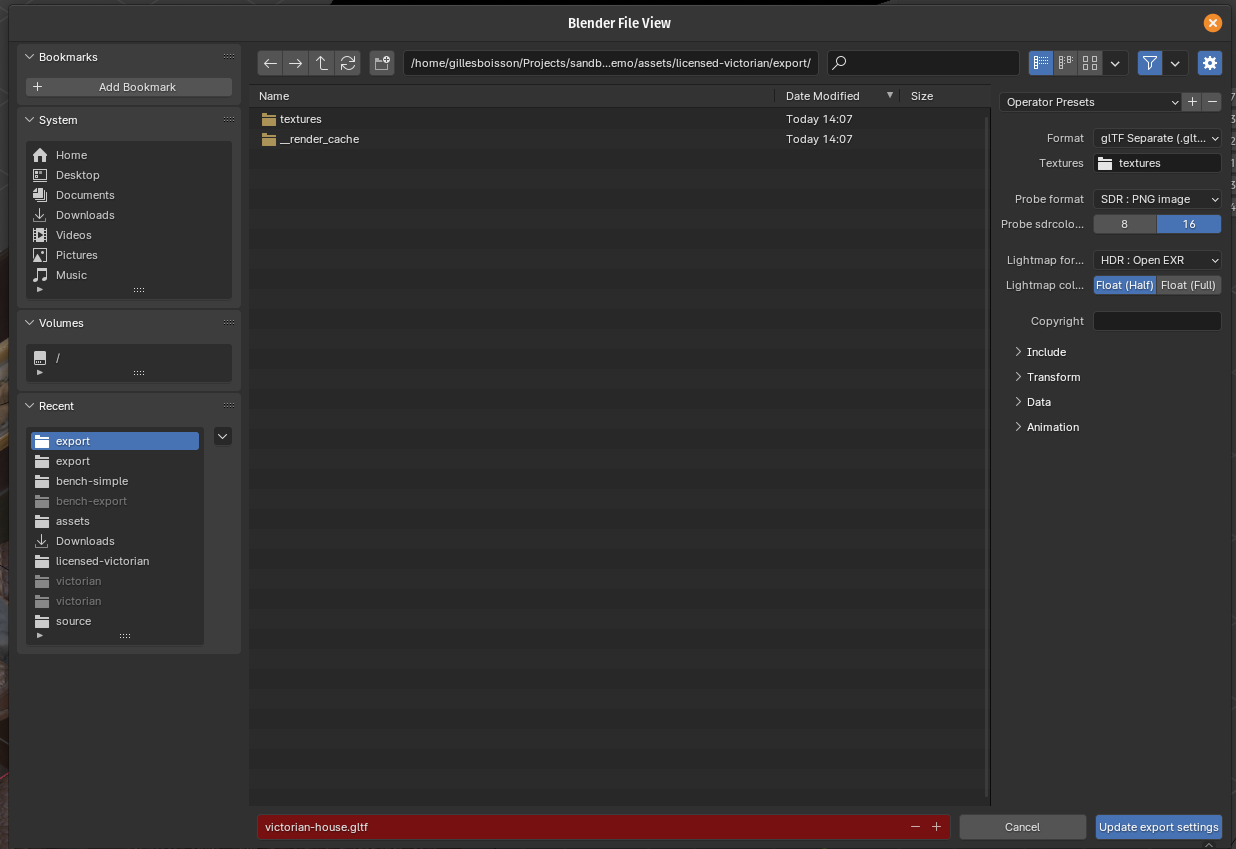 Blender File View
Bookmarks
Add Bookmark
System
Home
Desktop
Documents
Downloads
Videos
Pictures
Music
Volumes
/
Recent
export
export
bench-simple
bench-export
assets
Downloads
licensed-victorian
victorian
victorian
source
/home/gillesboisson/Projects/sandb...emo/assets/licensed-victorian/export/
Name Date Modified Size
textures Today 14:07
__render_cache Today 14:07
victorian-house.gltf
Operator Presets
Format glTF Separate (.glt...
Textures textures
Probe format SDR : PNG image
Probe sdrcolo... 8 16
Lightmap for... HDR : Open EXR
Lightmap col... Float (Half) Float (Full)
Copyright
Include
Transform
Data
Animation
Cancel Update export settings